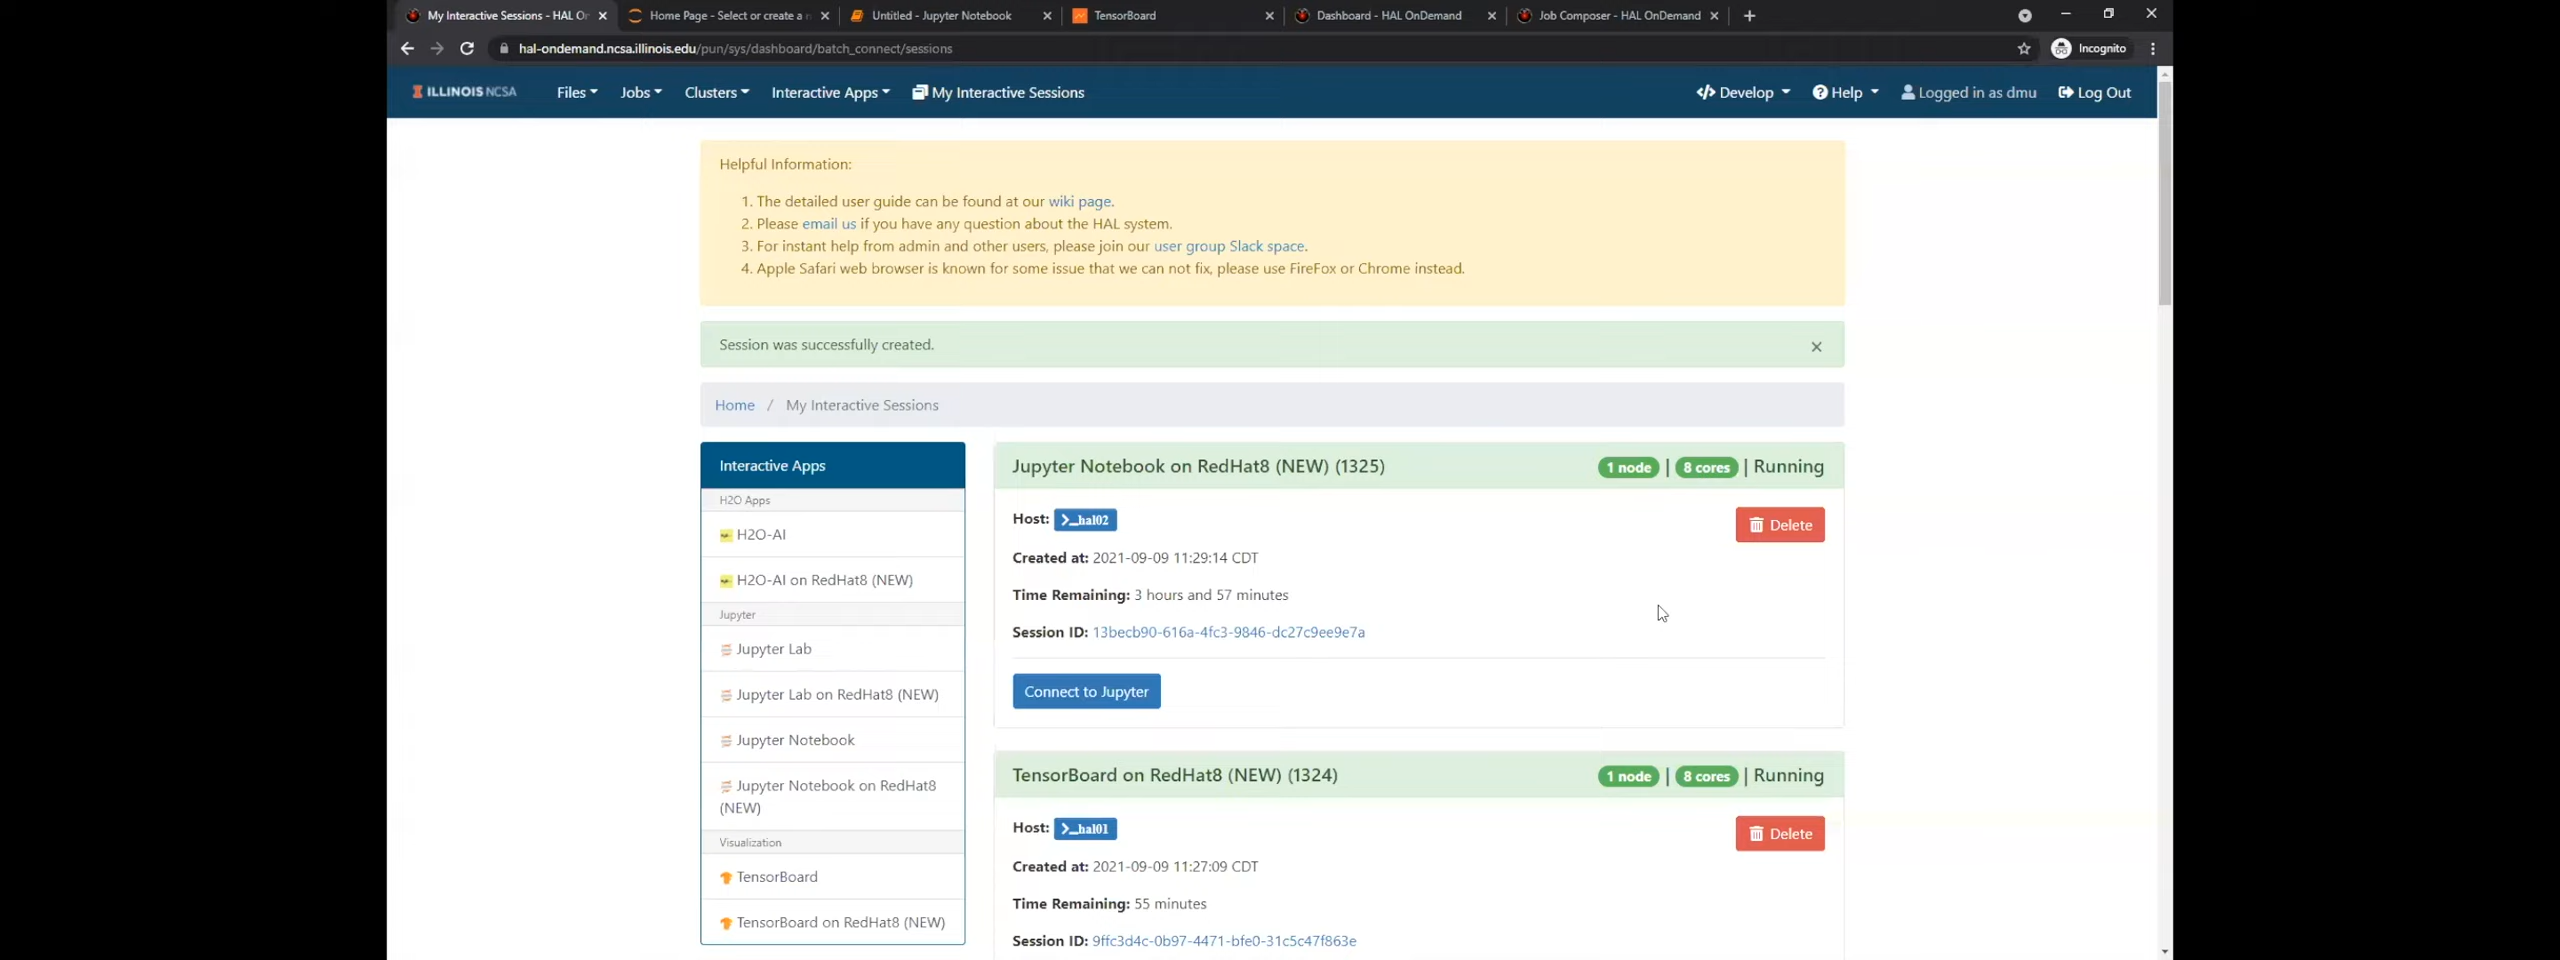 My Interactive Sessions - HAL On
Home Page - Select or create a n
Untitled - Jupyter Notebook
TensorBoard
Dashboard - HAL OnDemand
Job Composer - HAL OnDemand
hal-ondemand.ncsa.illinois.edu/pun/sys/dashboard/batch_connect/sessions
Incognito
ILLINOIS NCSA
Files
Jobs
Clusters
Interactive Apps
My Interactive Sessions
Develop
Help
Logged in as dmu
Log Out
Helpful Information:
1. The detailed user guide can be found at our wiki page.
2. Please email us if you have any question about the HAL system.
3. For instant help from admin and other users, please join our user group Slack space.
4. Apple Safari web browser is known for some issue that we can not fix, please use FireFox or Chrome instead.
Session was successfully created.
Home / My Interactive Sessions
Interactive Apps
H2O Apps
H2O-AI
H2O-AI on RedHat8 (NEW)
Jupyter
Jupyter Lab
Jupyter Lab on RedHat8 (NEW)
Jupyter Notebook
Jupyter Notebook on RedHat8
(NEW)
Visualization
TensorBoard
TensorBoard on RedHat8 (NEW)
Jupyter Notebook on RedHat8 (NEW) (1325)
1 node | 8 cores | Running
Host: >_hal02
Delete
Created at: 2021-09-09 11:29:14 CDT
Time Remaining: 3 hours and 57 minutes
Session ID: 13becb90-616a-4fc3-9846-dc27c9ee9e7a
Connect to Jupyter
TensorBoard on RedHat8 (NEW) (1324)
1 node | 8 cores | Running
Host: >_hal01
Delete
Created at: 2021-09-09 11:27:09 CDT
Time Remaining: 55 minutes
Session ID: 9ffc3d4c-0b97-4471-bfe0-31c5c47f863e